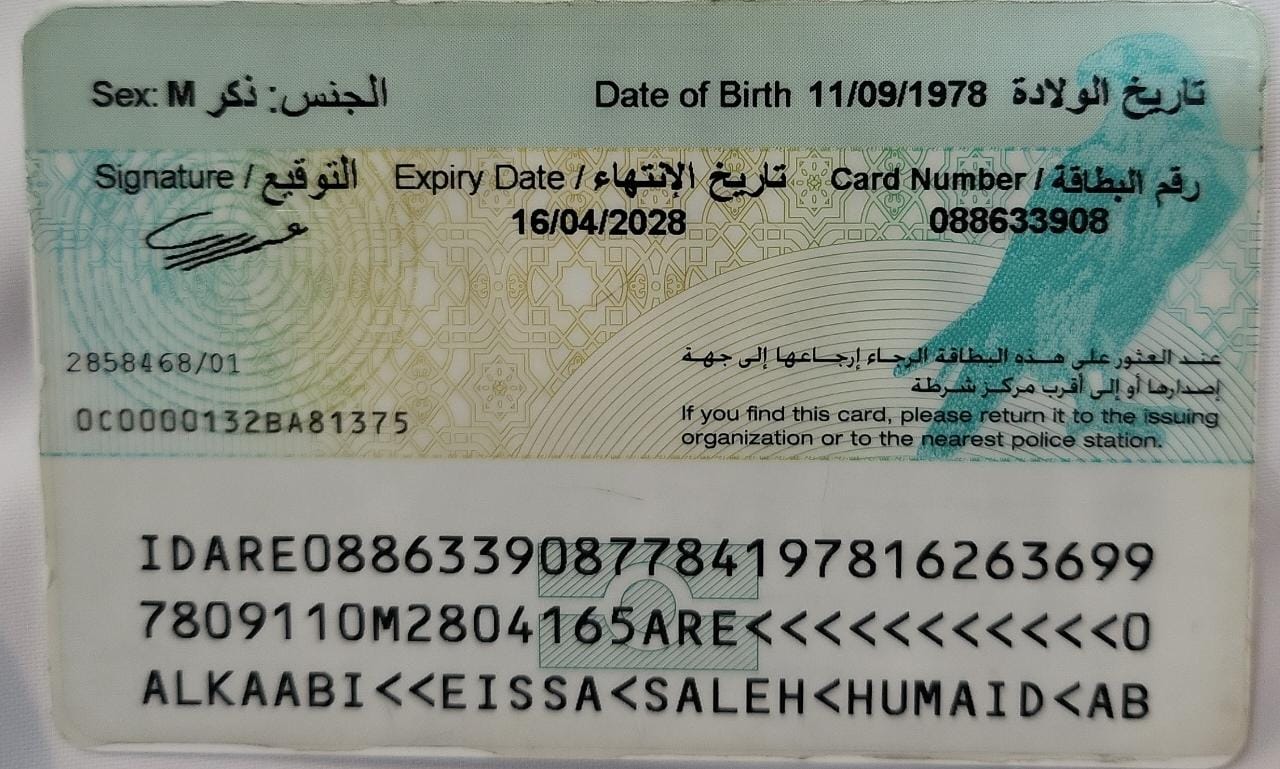 Sex: M الجنس: ذكر
Date of Birth 11/09/1978 تاريخ الولادة
Signature / التوقيع
Expiry Date / تاريخ الإنتهاء
16/04/2028
Card Number / رقم البطاقة
088633908
2858468/01
0C0000132BA81375
عند العثور على هذه البطاقة الرجاء إرجاعها إلى جهة
إصدارها أو إلى أقرب مركز شرطة
If you find this card, please return it to the issuing
organization or to the nearest police station.
IDARE0886339087784197816263699
7809110M2804165ARE<<<<<<<<<<<0
ALKAABI<<EISSA<SALEH<HUMAID<AB